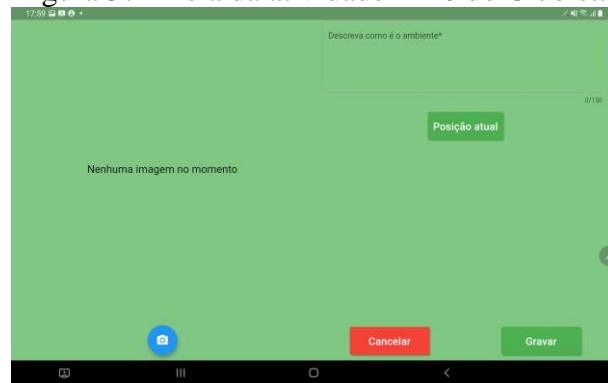 17:59
Descreva como é o ambiente*
0/150
Posição atual
Nenhuma imagem no momento
Cancelar
Gravar